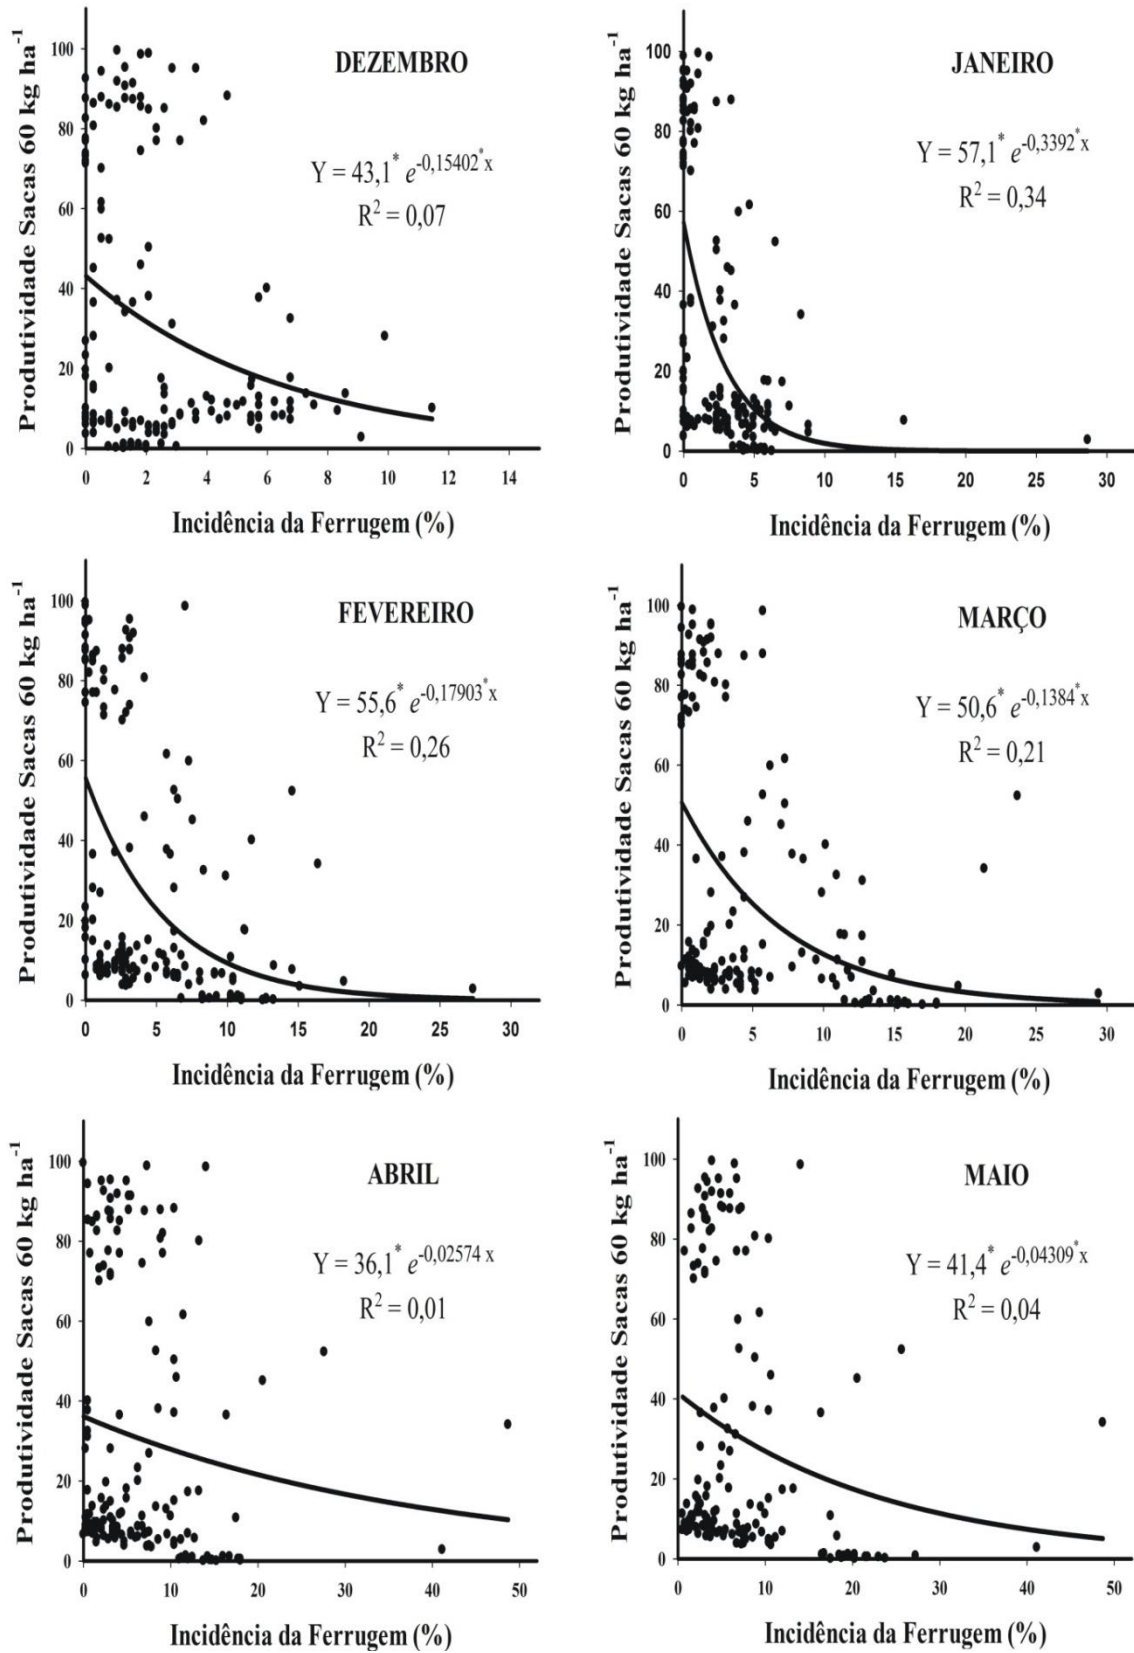 DEZEMBRO
Y = 43,1* e-0,15402*x
R2 = 0,07
Produtividade Sacas 60 kg ha-1
100
80
60
40
20
0
0 2 4 6 8 10 12 14
Incidência da Ferrugem (%)
JANEIRO
Y = 57,1* e-0,3392*x
R2 = 0,34
Produtividade Sacas 60 kg ha-1
100
80
60
40
20
0
0 5 10 15 20 25 30
Incidência da Ferrugem (%)
FEVEREIRO
Y = 55,6* e-0,17903*x
R2 = 0,26
Produtividade Sacas 60 kg ha-1
100
80
60
40
20
0
0 5 10 15 20 25 30
Incidência da Ferrugem (%)
MARÇO
Y = 50,6* e-0,1384*x
R2 = 0,21
Produtividade Sacas 60 kg ha-1
100
80
60
40
20
0
0 5 10 15 20 25 30
Incidência da Ferrugem (%)
ABRIL
Y = 36,1* e-0,02574 x
R2 = 0,01
Produtividade Sacas 60 kg ha-1
100
80
60
40
20
0
0 10 20 30 40 50
Incidência da Ferrugem (%)
MAIO
Y = 41,4* e-0,04309*x
R2 = 0,04
Produtividade Sacas 60 kg ha-1
100
80
60
40
20
0
0 10 20 30 40 50
Incidência da Ferrugem (%)